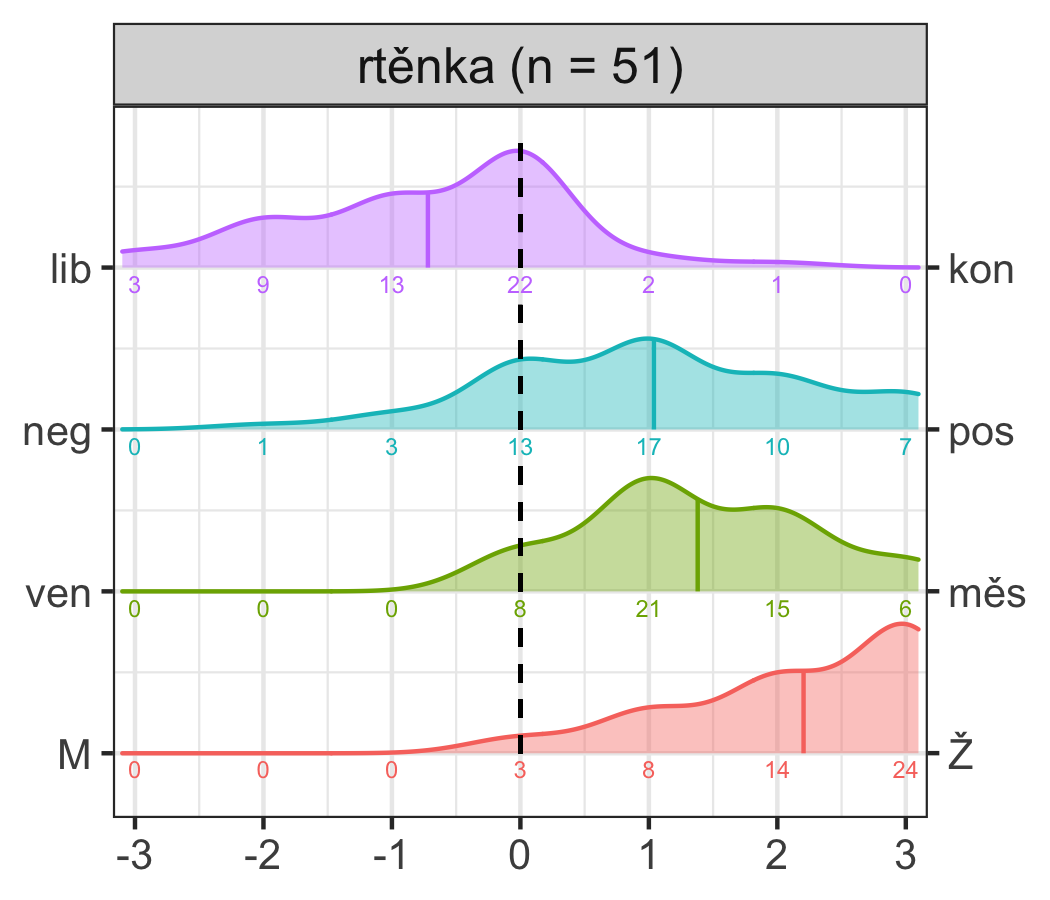 rtěnka (n = 51)
lib kon
3 9 13 22 2 1 0
neg pos
0 1 3 13 17 10 7
ven měs
0 0 0 8 21 15 6
M Ž
0 0 0 3 8 14 24
-3 -2 -1 0 1 2 3